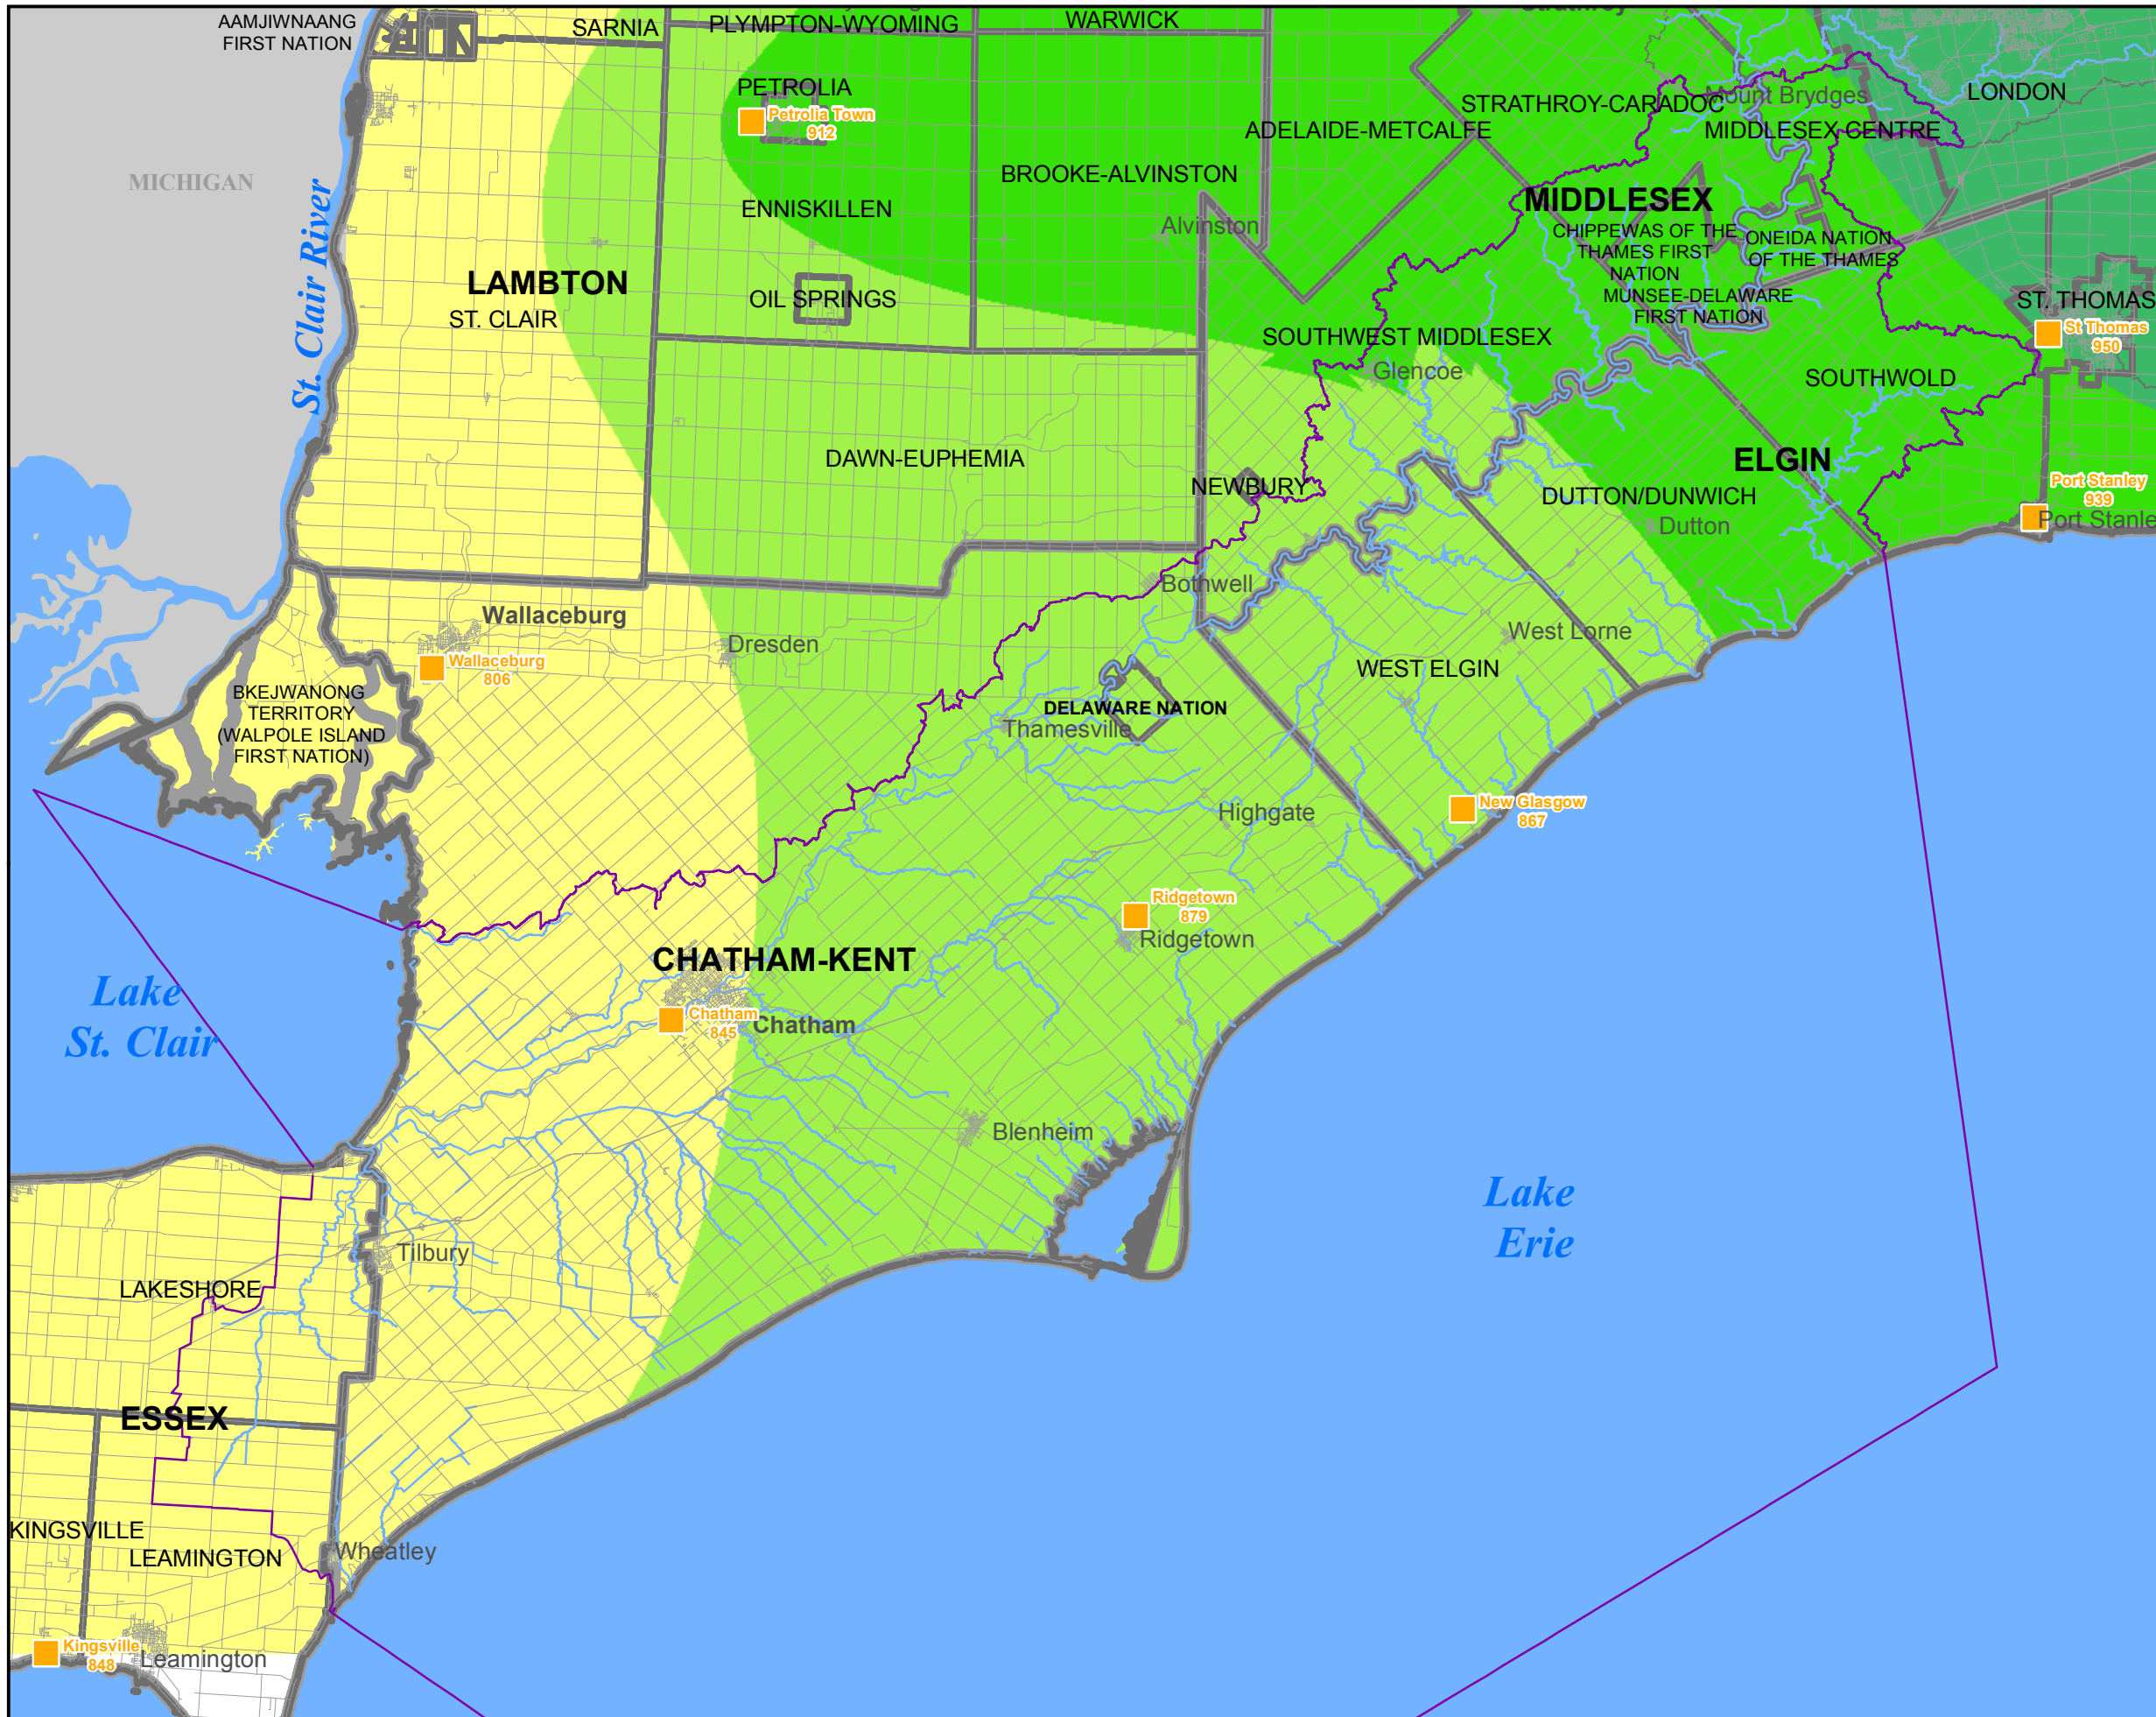 AAMJIWNAANG
FIRST NATION
SARNIA
PLYMPTON-WYOMING
WARWICK
Strathroy
PETROLIA
Petrolia Town
912
MICHIGAN
St. Clair River
BROOKE-ALVINSTON
ADELAIDE-METCALFE
STRATHROY-CARADOC
Mount Brydges
MIDDLESEX CENTRE
LONDON
ENNISKILLEN
Alvinston
MIDDLESEX
CHIPPEWAS OF THE
THAMES FIRST
NATION
ONEIDA NATION
OF THE THAMES
MUNSEE-DELAWARE
FIRST NATION
LAMBTON
ST. CLAIR
OIL SPRINGS
SOUTHWEST MIDDLESEX
Glencoe
ST. THOMAS
St Thomas
950
SOUTHWOLD
DAWN-EUPHEMIA
NEWBURY
ELGIN
DUTTON/DUNWICH
Dutton
Port Stanley
939
Port Stanle
Bothwell
Wallaceburg
Wallaceburg
806
Dresden
West Lorne
WEST ELGIN
BKEJWANONG
TERRITORY
(WALPOLE ISLAND
FIRST NATION)
DELAWARE NATION
Thamesville
Highgate
New Glasgow
867
Ridgetown
879
Ridgetown
CHATHAM-KENT
Lake
St. Clair
Chatham
845
Chatham
Blenheim
Lake
Erie
Tilbury
LAKESHORE
ESSEX
KINGSVILLE
LEAMINGTON
Wheatley
Kingsville
848
Leamington